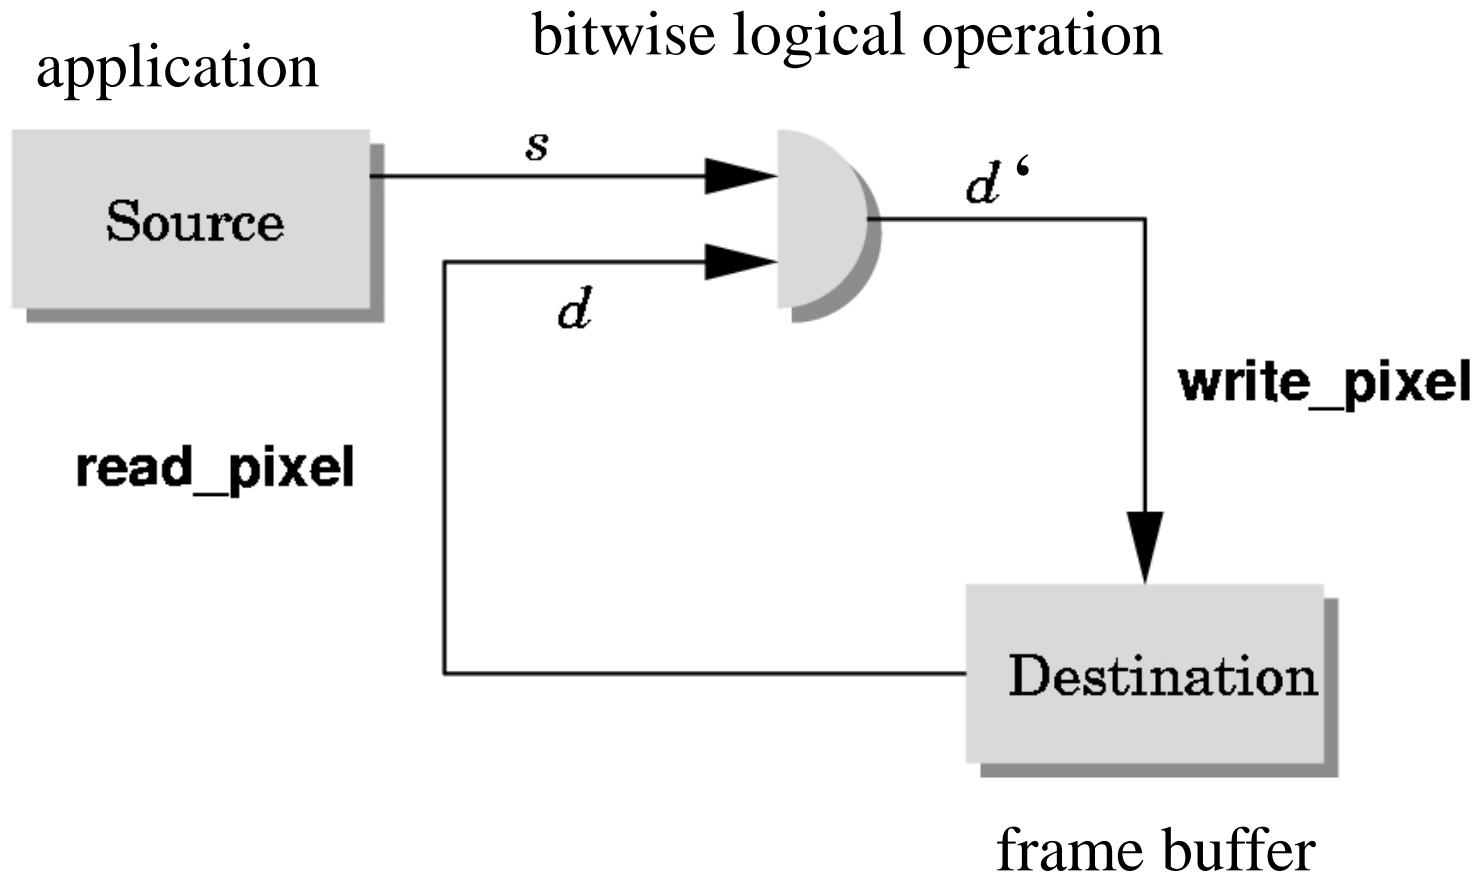 bitwise logical operation
application
s
d‘
Source
d
write_pixel
read_pixel
Destination
frame buffer